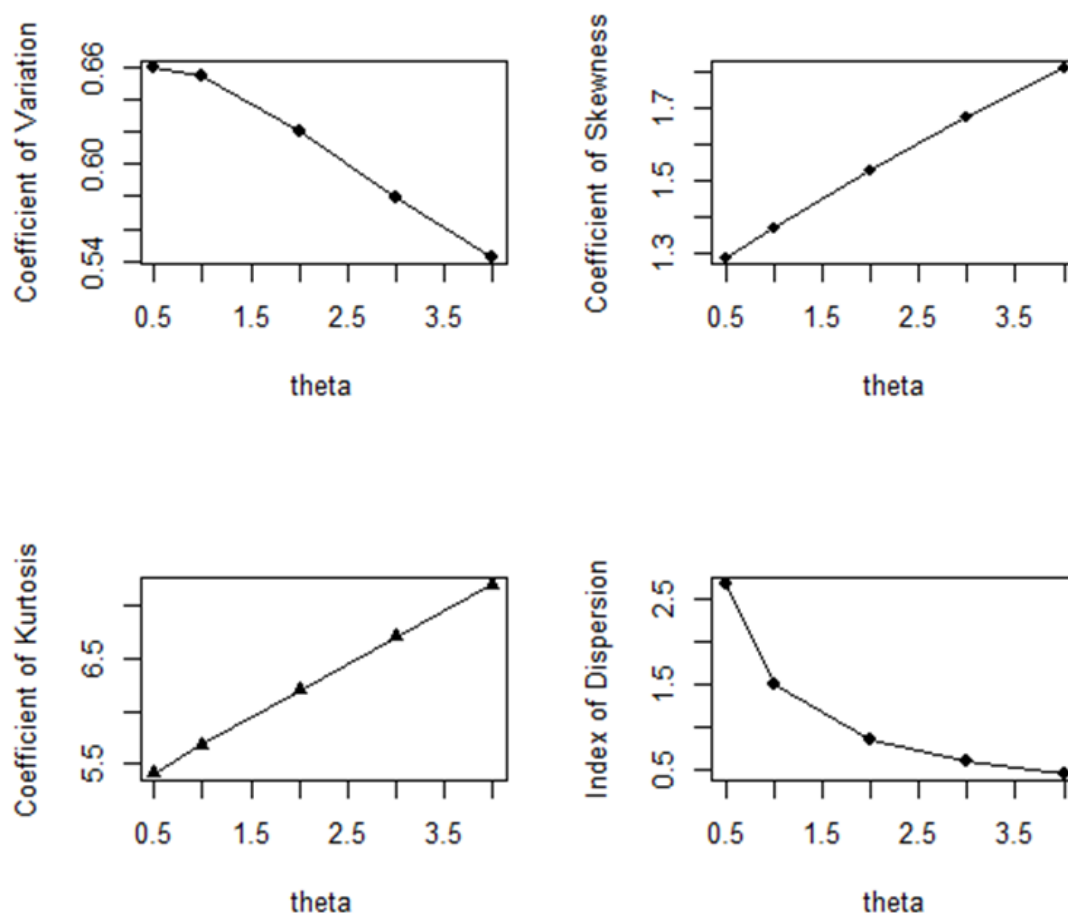 Coefficient of Variation
0.66
0.60
0.54
0.5 1.5 2.5 3.5
theta
Coefficient of Skewness
1.7
1.5
1.3
0.5 1.5 2.5 3.5
theta
Coefficient of Kurtosis
6.5
5.5
0.5 1.5 2.5 3.5
theta
Index of Dispersion
2.5
1.5
0.5
0.5 1.5 2.5 3.5
theta